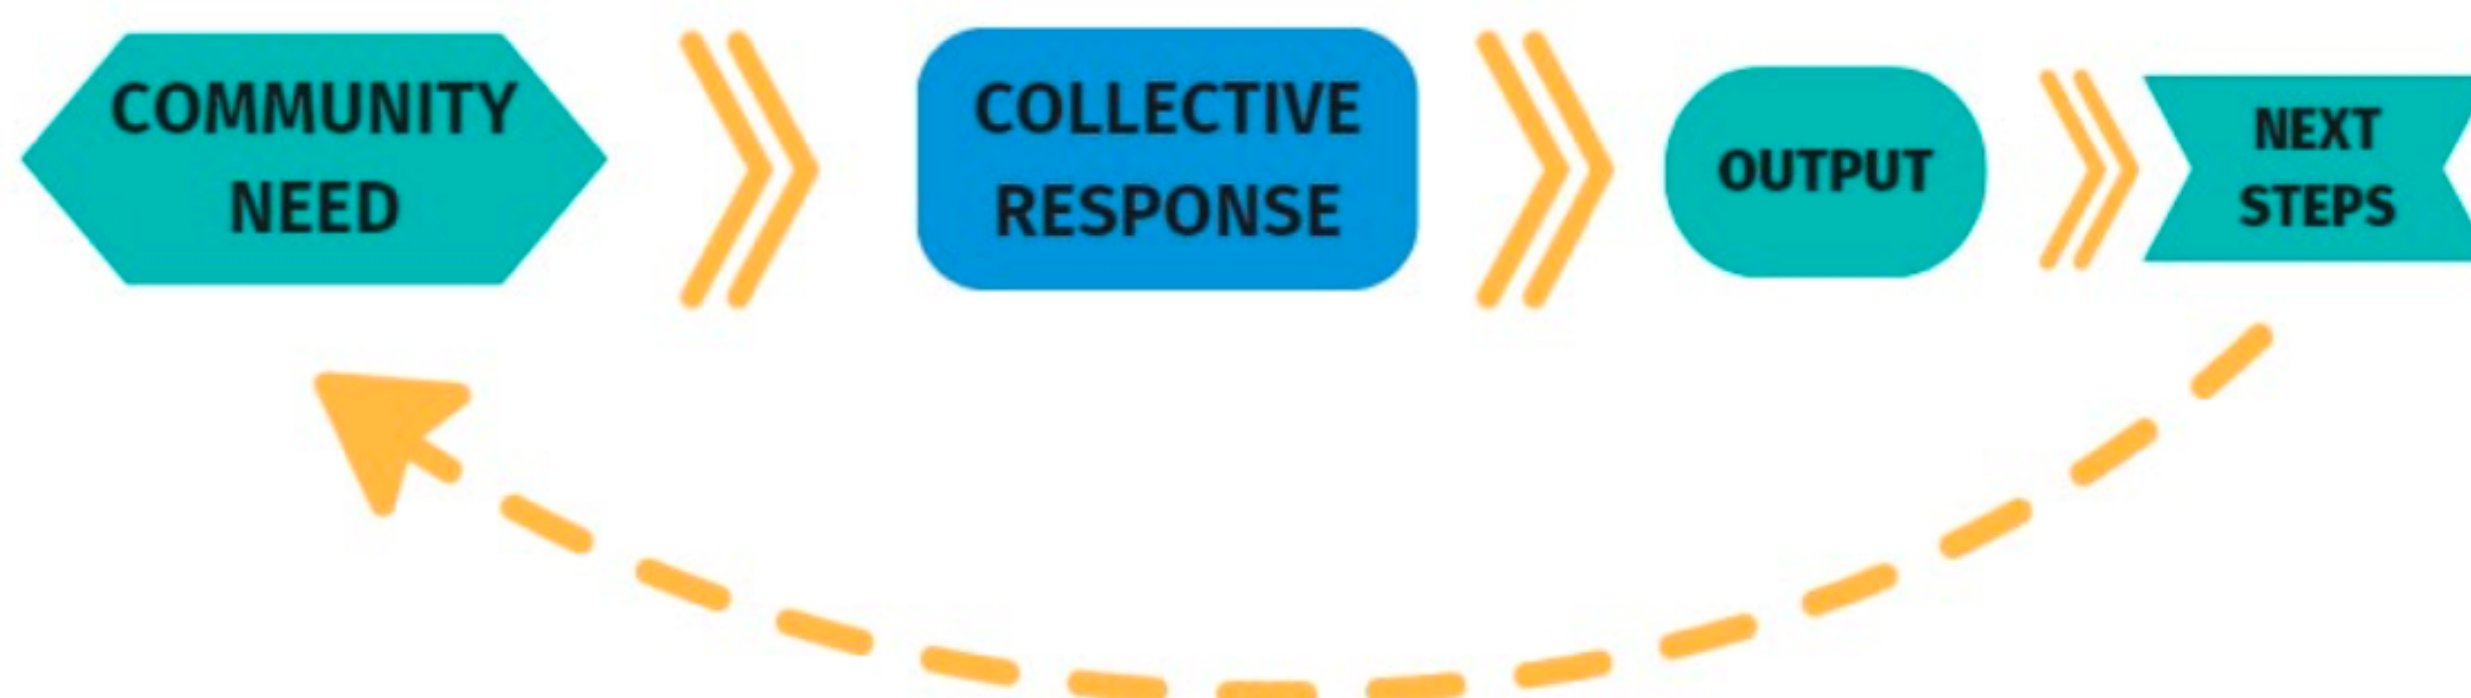 COMMUNITY
NEED
COLLECTIVE
RESPONSE
OUTPUT
NEXT
STEPS